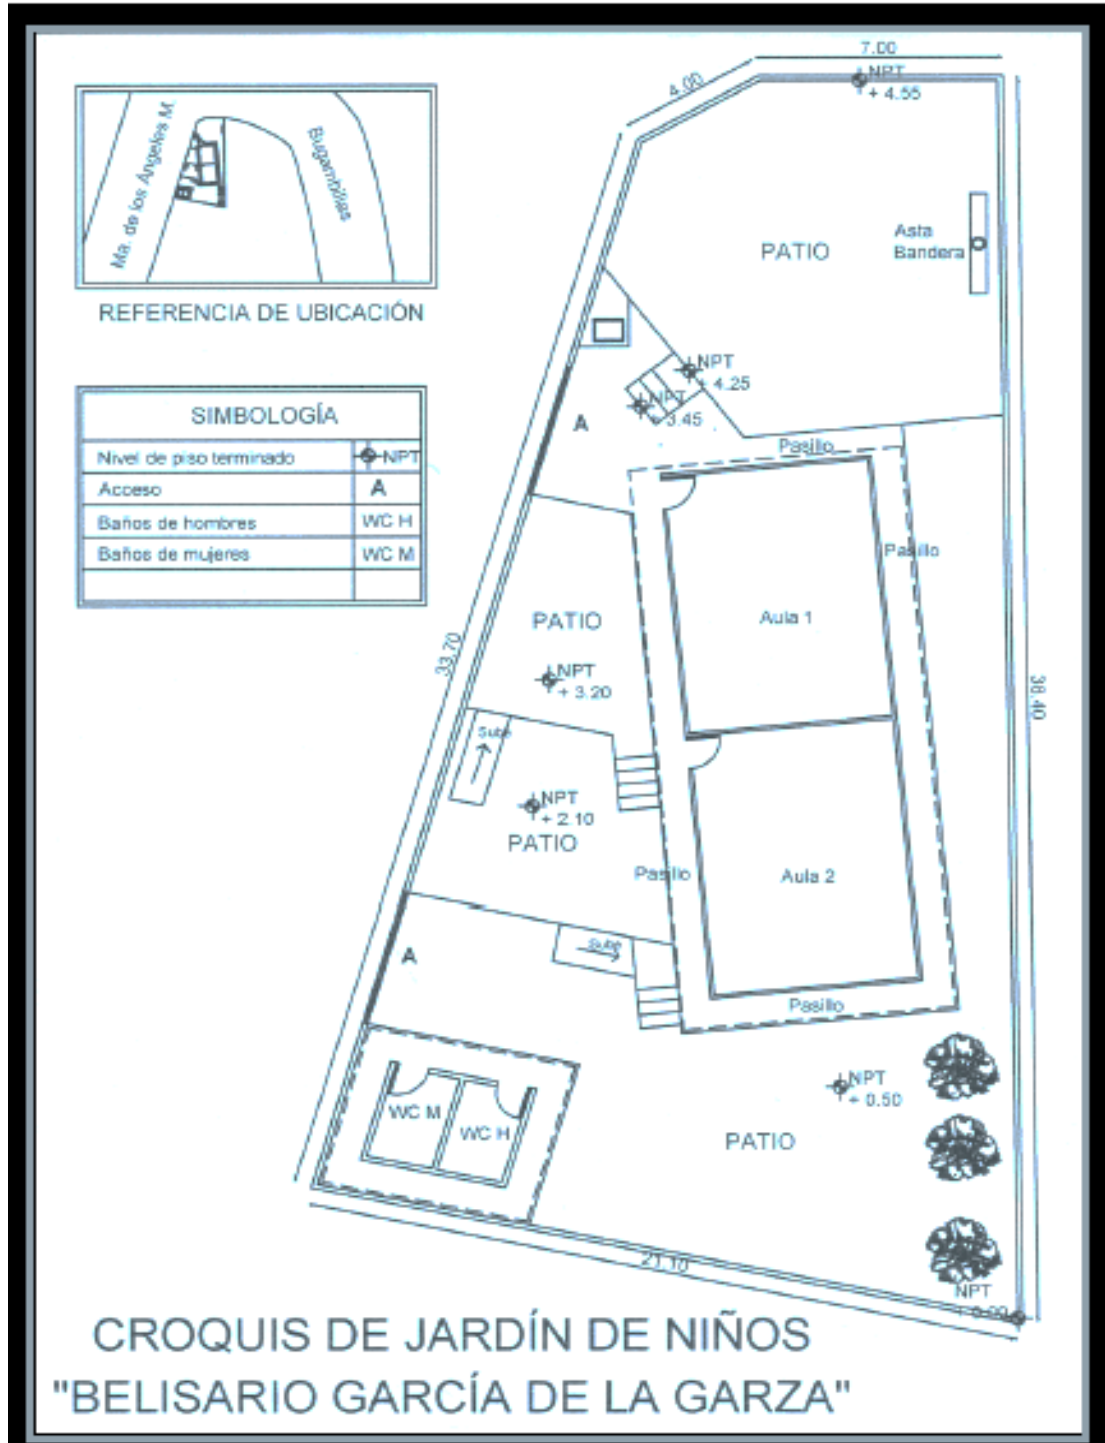 7.00
4.00
NPT
+ 4.55
Ma. de los Ángeles M.
Bugambilias
REFERENCIA DE UBICACIÓN
PATIO
Asta
Bandera
NPT
+ 4.25
NPT
+ 3.45
A
SIMBOLOGÍA
Nivel de piso terminado NPT
Acceso A
Baños de hombres WC H
Baños de mujeres WC M
Pasillo
Pasillo
Aula 1
PATIO
NPT
+ 3.20
33.70
Sube
NPT
+ 2.10
PATIO
Pasillo
Aula 2
A
Sube
Pasillo
NPT
+ 0.50
WC M
WC H
PATIO
21.10
NPT
CROQUIS DE JARDÍN DE NIÑOS
"BELISARIO GARCÍA DE LA GARZA"